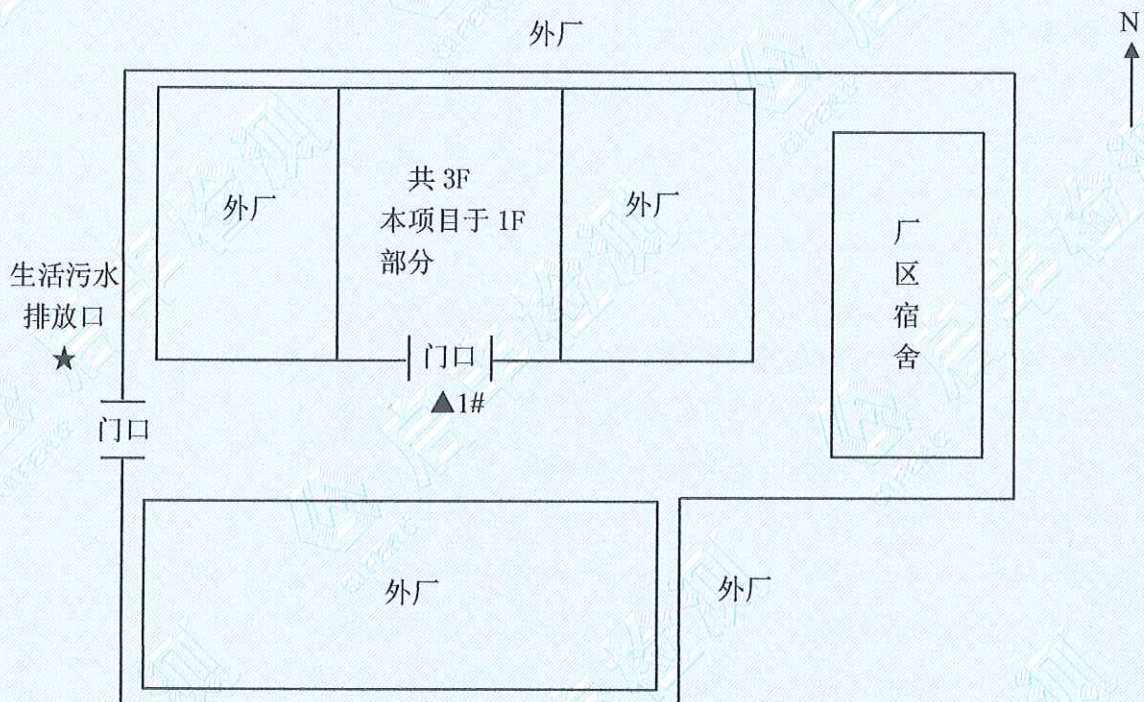 外厂
N
外厂
共 3F
本项目于 1F
部分
外厂
厂
区
宿
舍
生活污水
排放口
★
门口
▲1#
门口
外厂
外厂